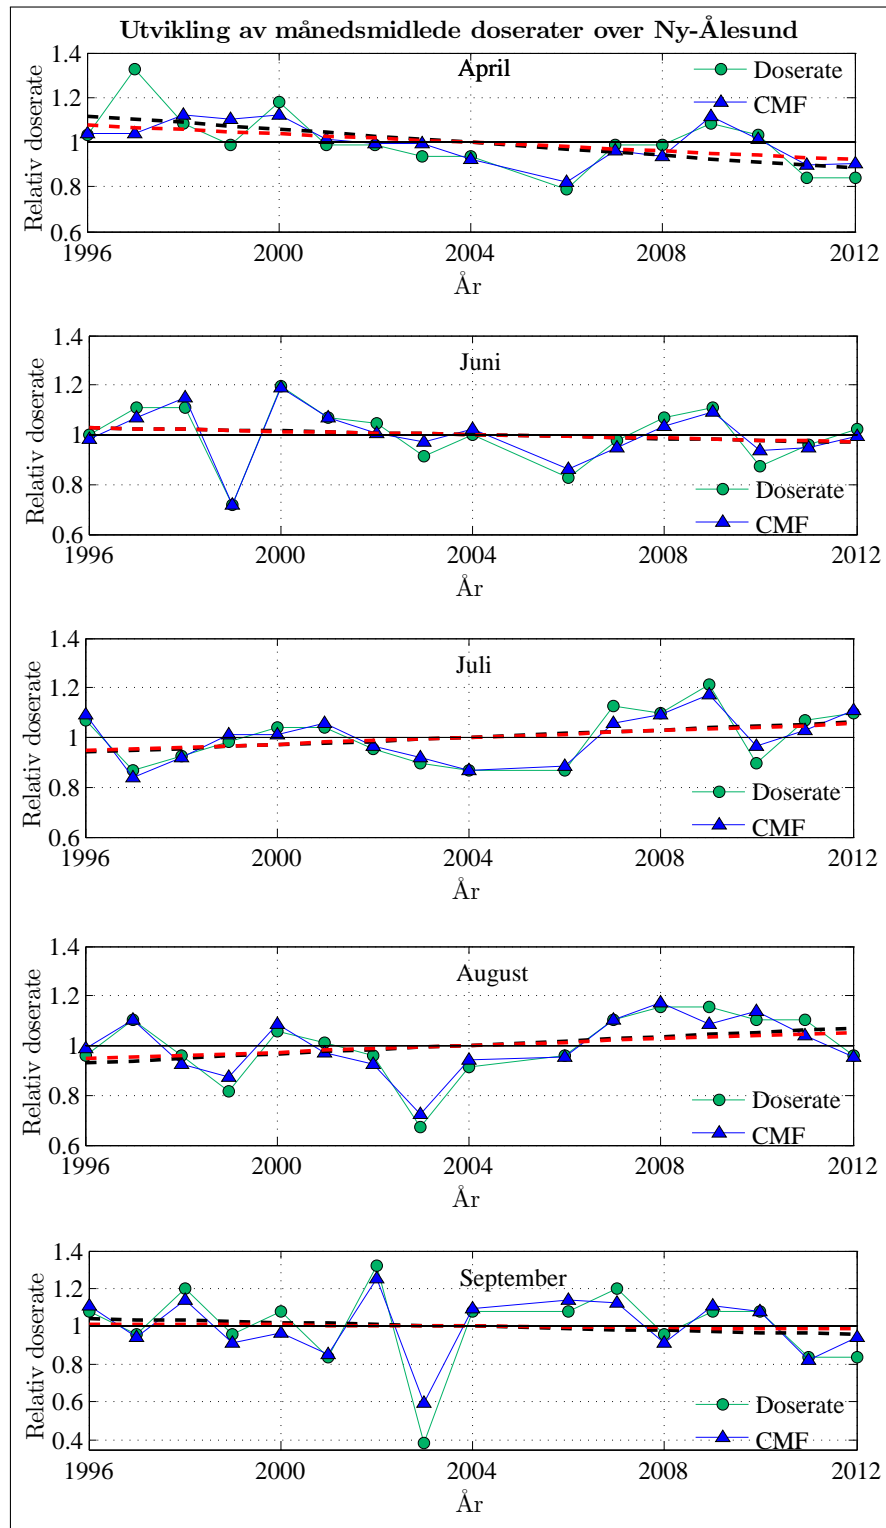 Utvikling av månedsmidlede doserater over Ny-Ålesund
April
Doserate
CMF
Relativ doserate
1.4
1.2
1
0.8
0.6
1996 2000 2004 2008 2012
År
Juni
Doserate
CMF
Relativ doserate
1.4
1.2
1
0.8
0.6
1996 2000 2004 2008 2012
År
Juli
Doserate
CMF
Relativ doserate
1.4
1.2
1
0.8
0.6
1996 2000 2004 2008 2012
År
August
Doserate
CMF
Relativ doserate
1.4
1.2
1
0.8
0.6
1996 2000 2004 2008 2012
År
September
Doserate
CMF
Relativ doserate
1.4
1.2
1
0.8
0.6
0.4
1996 2000 2004 2008 2012
År